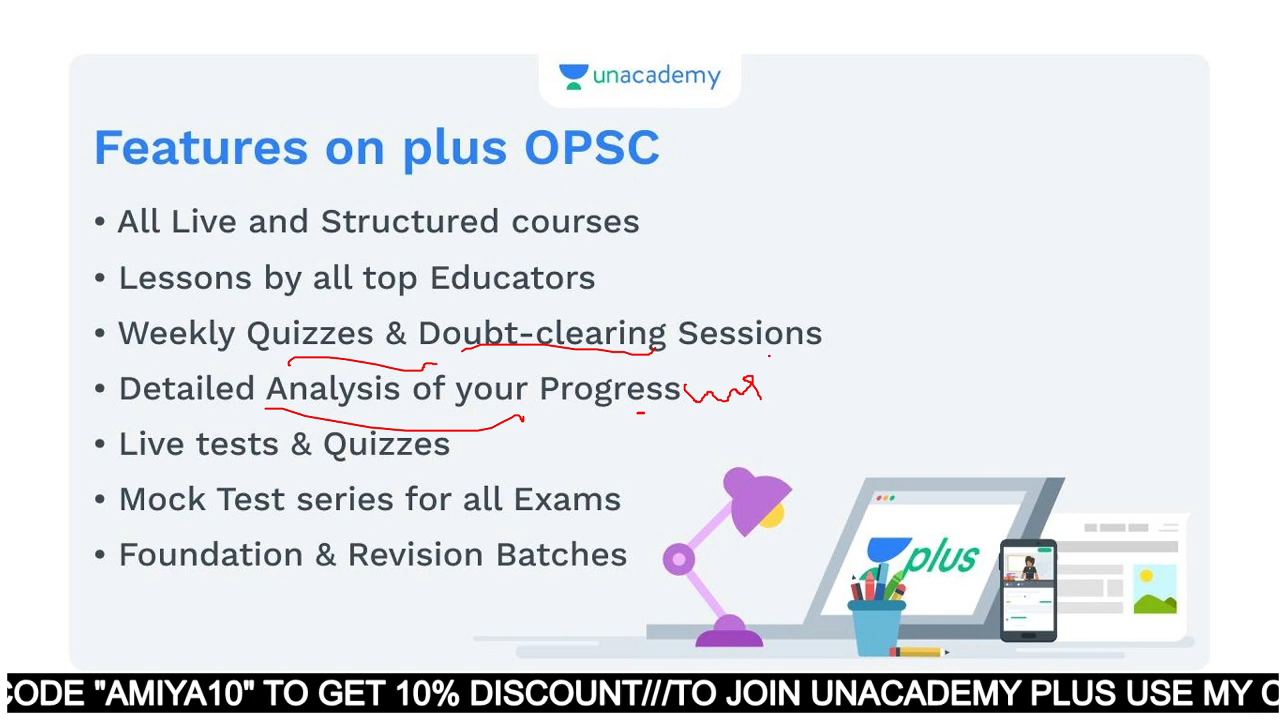 unacademy
Features on plus OPSC
• All Live and Structured courses
• Lessons by all top Educators
• Weekly Quizzes & Doubt-clearing Sessions
• Detailed Analysis of your Progress
• Live tests & Quizzes
• Mock Test series for all Exams
• Foundation & Revision Batches
plus
CODE "AMIYA10" TO GET 10% DISCOUNT///TO JOIN UNACADEMY PLUS USE MY C